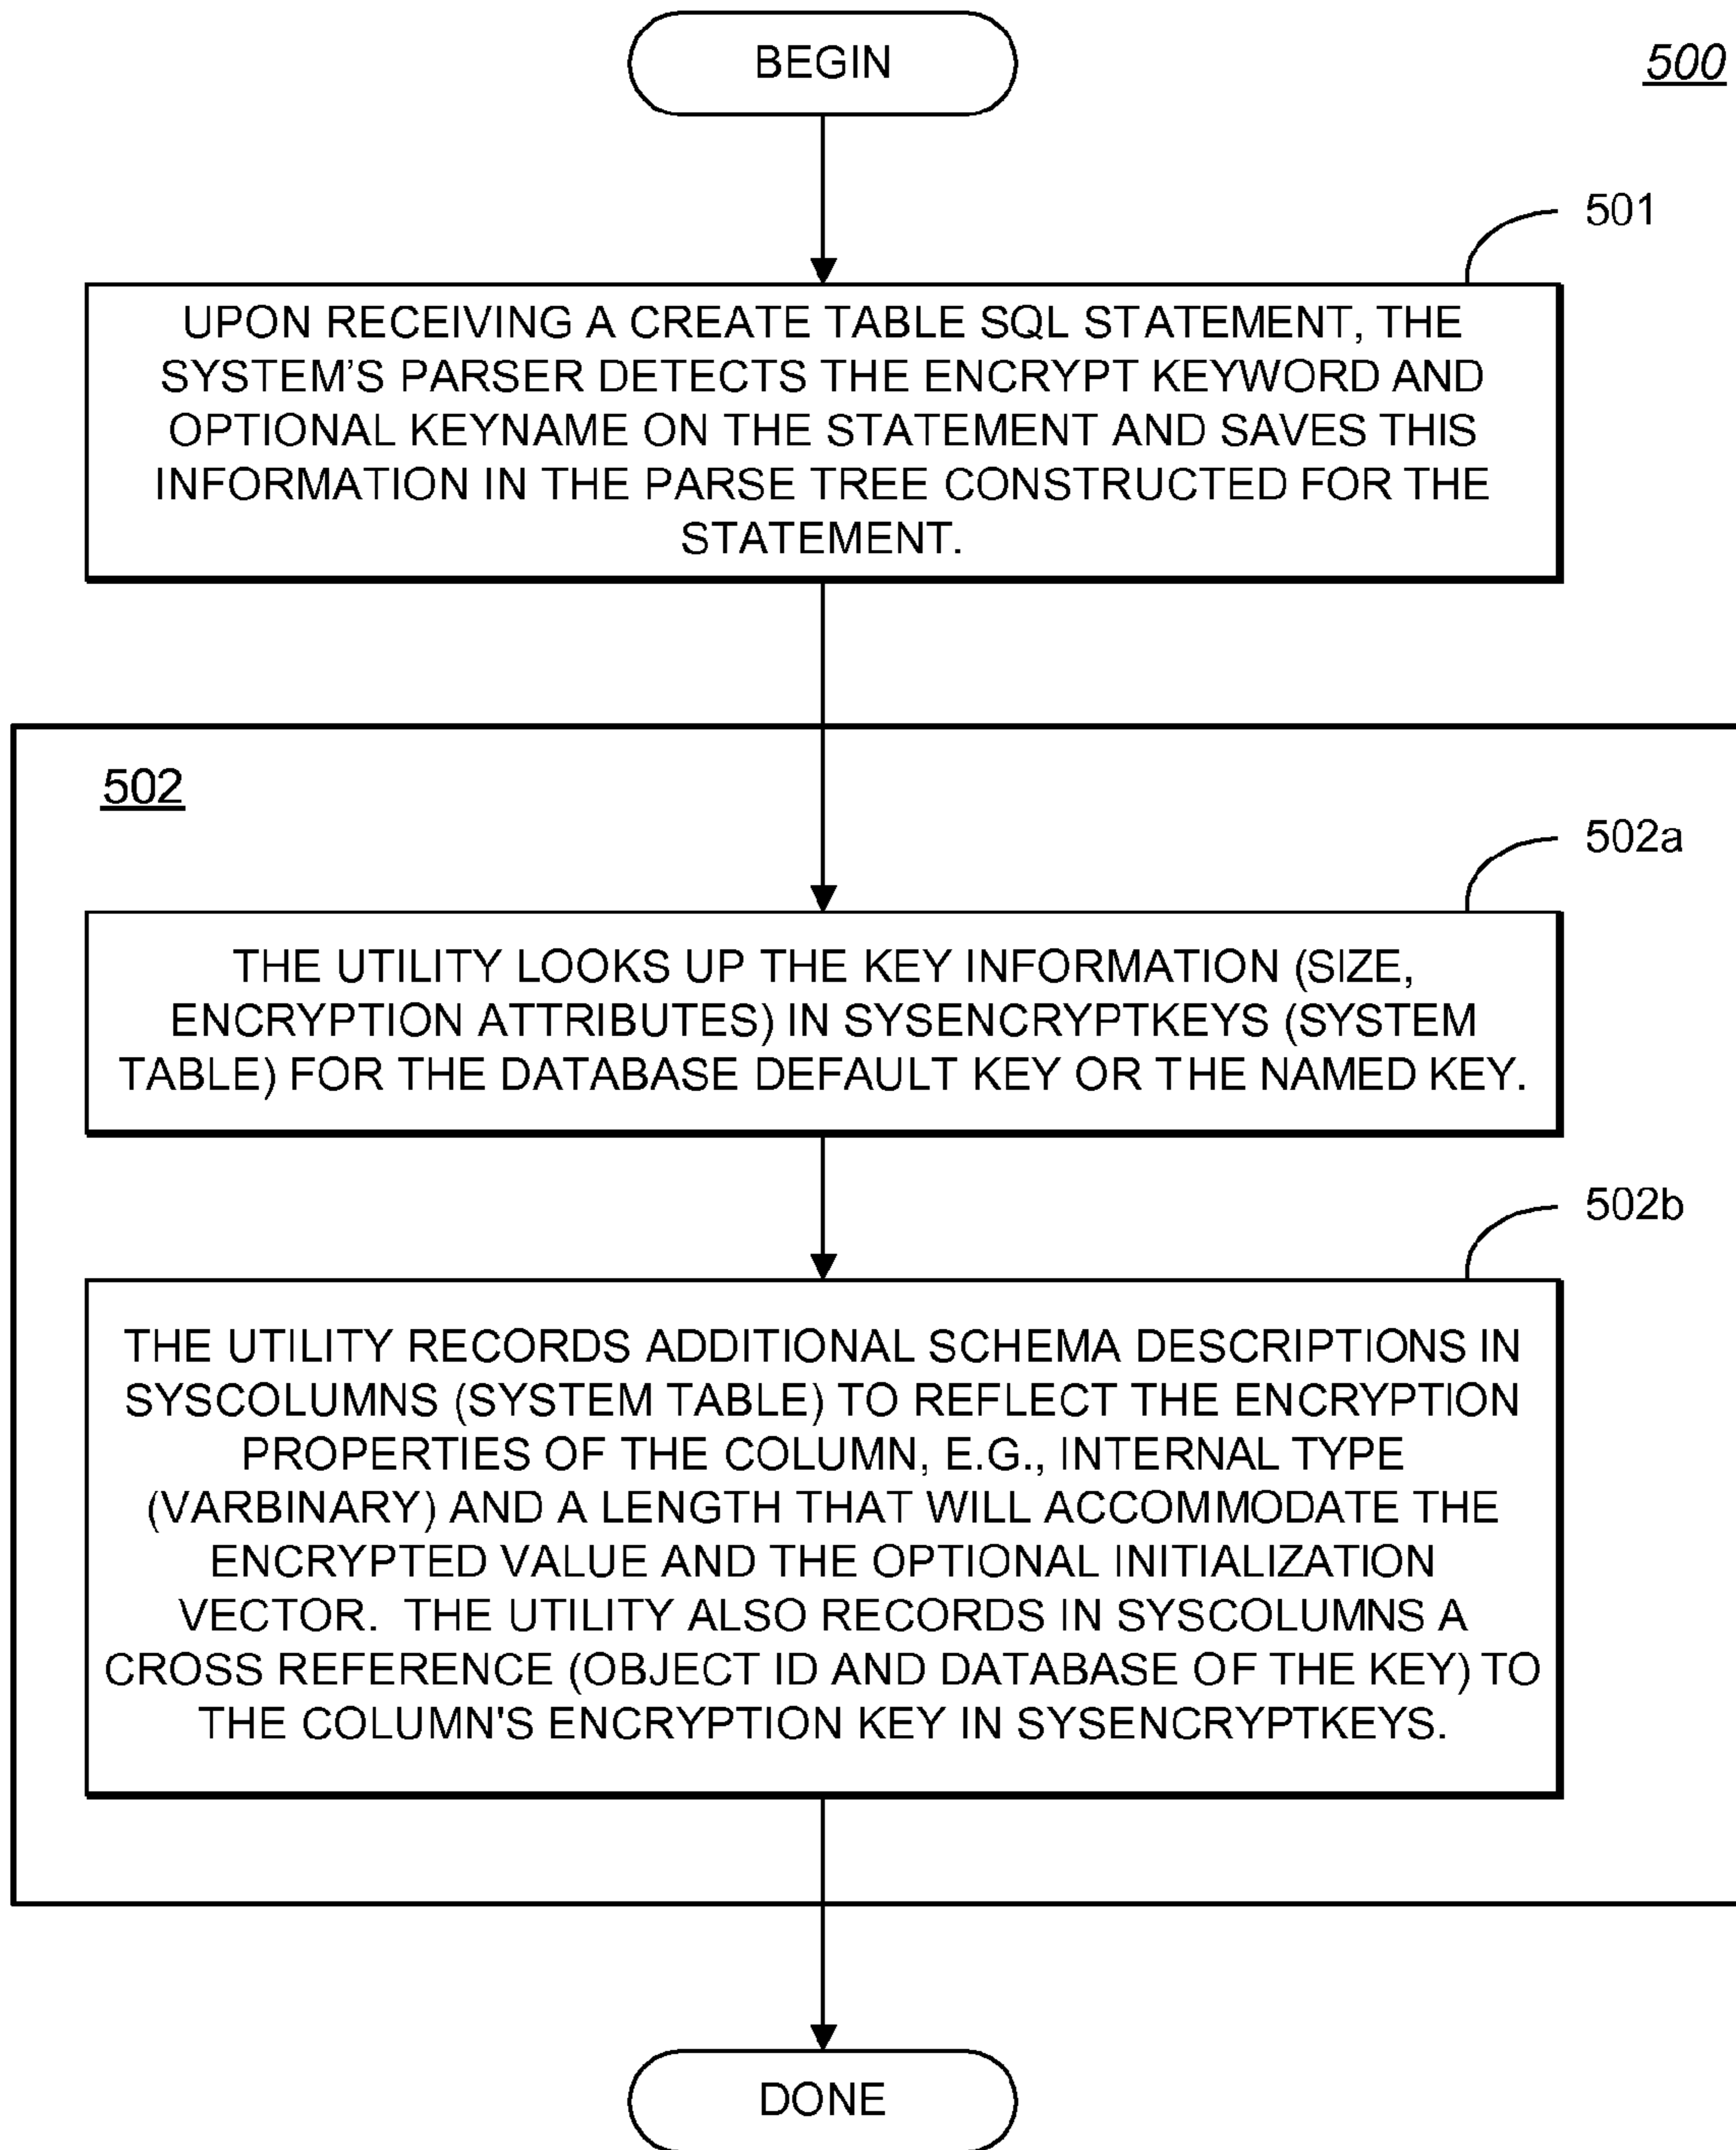 BEGIN
500
501
UPON RECEIVING A CREATE TABLE SQL STATEMENT, THE
SYSTEM'S PARSER DETECTS THE ENCRYPT KEYWORD AND
OPTIONAL KEYNAME ON THE STATEMENT AND SAVES THIS
INFORMATION IN THE PARSE TREE CONSTRUCTED FOR THE
STATEMENT.
502
502a
THE UTILITY LOOKS UP THE KEY INFORMATION (SIZE,
ENCRYPTION ATTRIBUTES) IN SYSENCRYPTKEYS (SYSTEM
TABLE) FOR THE DATABASE DEFAULT KEY OR THE NAMED KEY.
502b
THE UTILITY RECORDS ADDITIONAL SCHEMA DESCRIPTIONS IN
SYSCOLUMNS (SYSTEM TABLE) TO REFLECT THE ENCRYPTION
PROPERTIES OF THE COLUMN, E.G., INTERNAL TYPE
(VARBINARY) AND A LENGTH THAT WILL ACCOMMODATE THE
ENCRYPTED VALUE AND THE OPTIONAL INITIALIZATION
VECTOR. THE UTILITY ALSO RECORDS IN SYSCOLUMNS A
CROSS REFERENCE (OBJECT ID AND DATABASE OF THE KEY) TO
THE COLUMN'S ENCRYPTION KEY IN SYSENCRYPTKEYS.
DONE